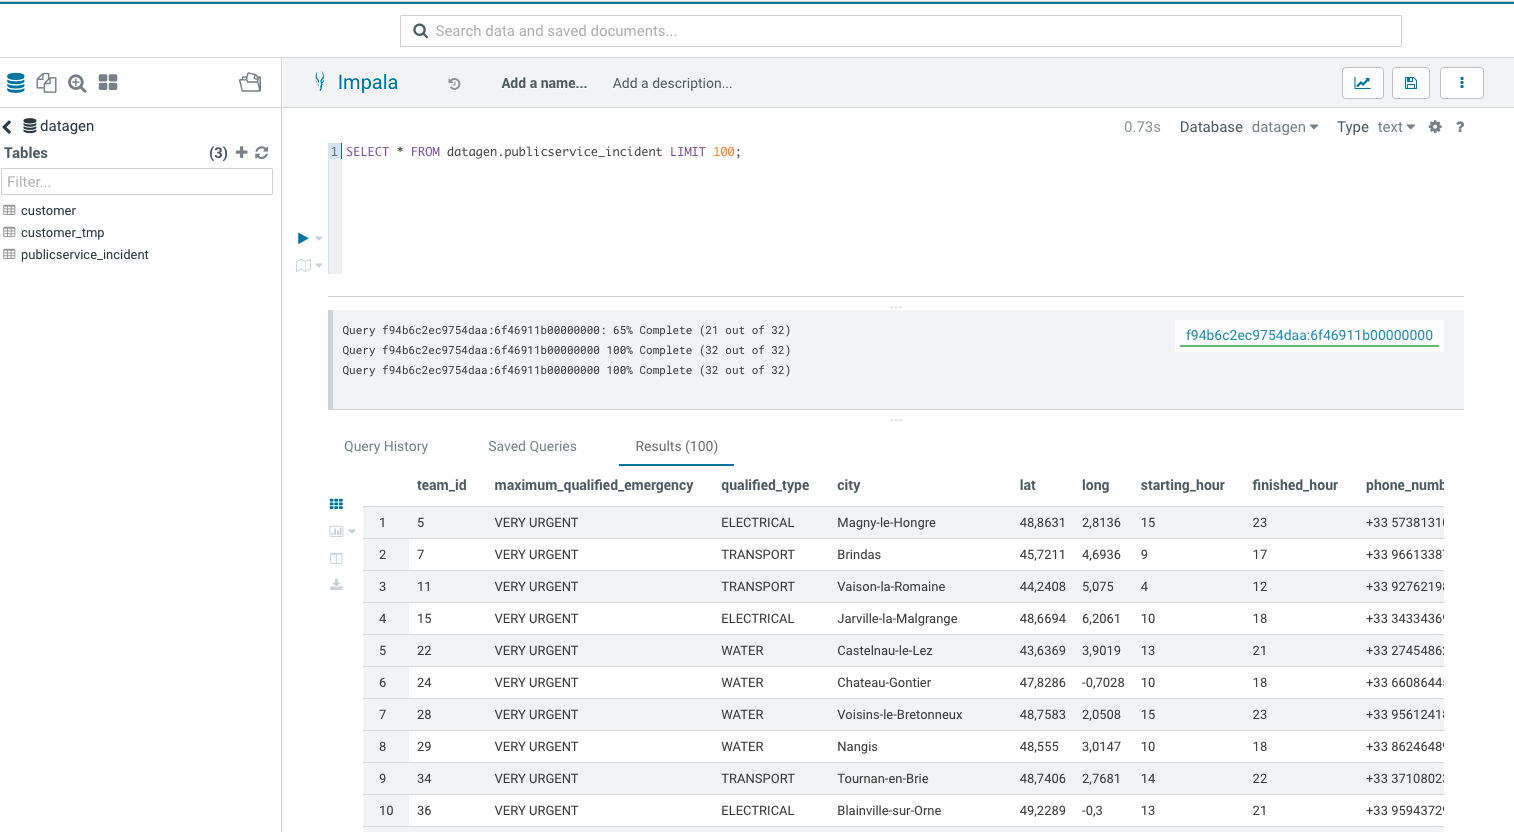 Search data and saved documents...
Impala Add a name... Add a description...
datagen
0.73s Database datagen Type text ?
Tables (3)
1 SELECT * FROM datagen.publicservice_incident LIMIT 100;
Filter...
customer
customer_tmp
publicservice_incident
Query f94b6c2ec9754daa:6f46911b00000000: 65% Complete (21 out of 32)
f94b6c2ec9754daa:6f46911b00000000
Query f94b6c2ec9754daa:6f46911b00000000 100% Complete (32 out of 32)
Query f94b6c2ec9754daa:6f46911b00000000 100% Complete (32 out of 32)
Query History Saved Queries Results (100)
team_id maximum_qualified_emergency qualified_type city lat long starting_hour finished_hour phone_numb
1 5 VERY URGENT ELECTRICAL Magny-le-Hongre 48,8631 2,8136 15 23 +33 5738131
2 7 VERY URGENT TRANSPORT Brindas 45,7211 4,6936 9 17 +33 9661338
3 11 VERY URGENT TRANSPORT Vaison-la-Romaine 44,2408 5,075 4 12 +33 9276219
4 15 VERY URGENT ELECTRICAL Jarville-la-Malgrange 48,6694 6,2061 10 18 +33 3433436
5 22 VERY URGENT WATER Castelnau-le-Lez 43,6369 3,9019 13 21 +33 2745486
6 24 VERY URGENT WATER Chateau-Gontier 47,8286 -0,7028 10 18 +33 6608644
7 28 VERY URGENT WATER Voisins-le-Bretonneux 48,7583 2,0508 15 23 +33 9561241
8 29 VERY URGENT WATER Nangis 48,555 3,0147 10 18 +33 8624648
9 34 VERY URGENT TRANSPORT Tournan-en-Brie 48,7406 2,7681 14 22 +33 3710802
10 36 VERY URGENT ELECTRICAL Blainville-sur-Orne 49,2289 -0,3 13 21 +33 9594372